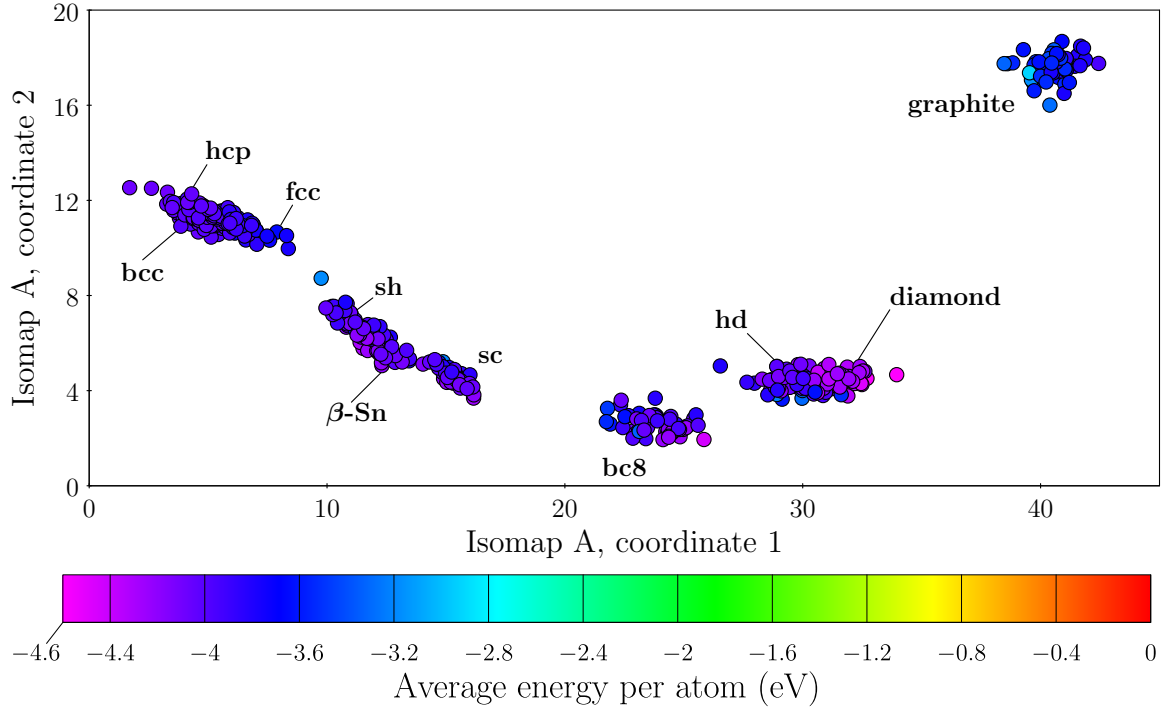 20
16
12
8
4
0
Isomap A, coordinate 2
graphite
hcp
fcc
bcc
sh
sc
β-Sn
diamond
hd
bc8
0 10 20 30 40
Isomap A, coordinate 1
−4.6 −4.4 −4 −3.6 −3.2 −2.8 −2.4 −2 −1.6 −1.2 −0.8 −0.4 0
Average energy per atom (eV)